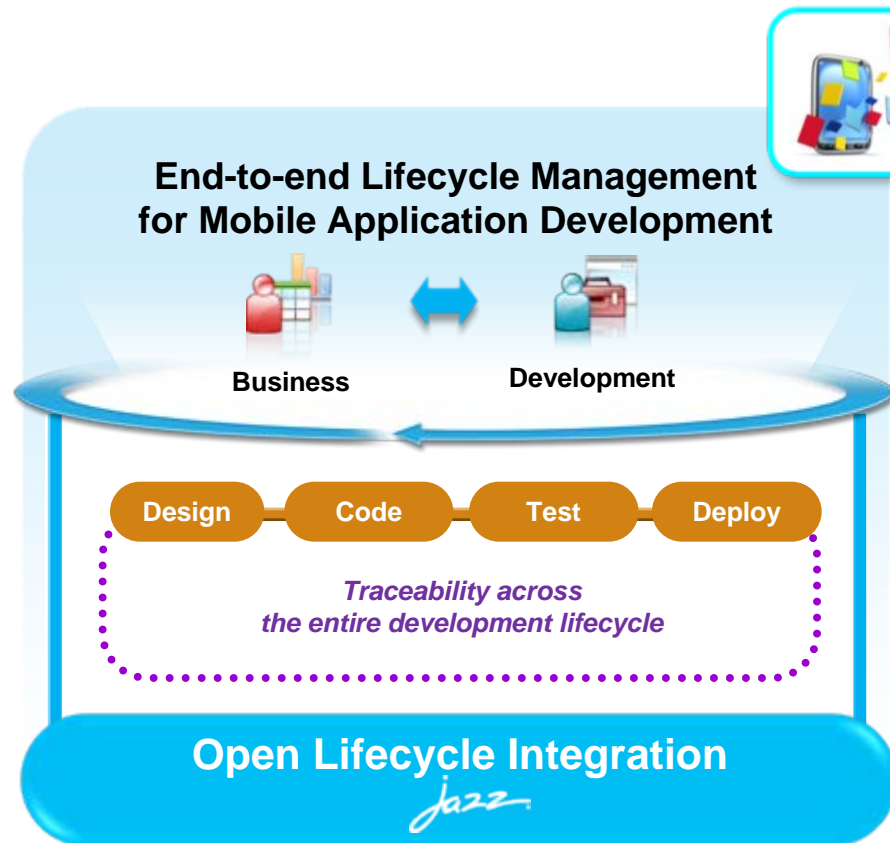 End-to-end Lifecycle Management
for Mobile Application Development
Business
Development
Design
Code
Test
Deploy
Traceability across
the entire development lifecycle
Open Lifecycle Integration
jazz